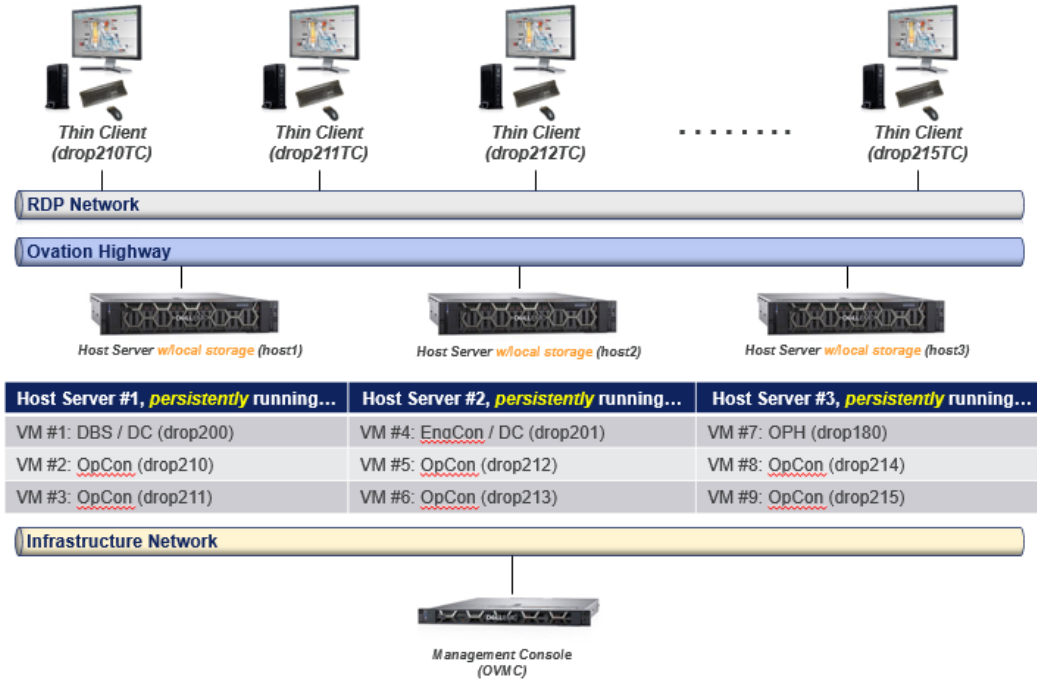 Thin Client
(drop210TC)
Thin Client
(drop211TC)
Thin Client
(drop212TC)
Thin Client
(drop215TC)
RDP Network
Ovation Highway
Host Server w/local storage (host1)
Host Server w/local storage (host2)
Host Server w/local storage (host3)
Host Server #1, persistently running…
Host Server #2, persistently running…
Host Server #3, persistently running…
VM #1: DBS / DC (drop200)
VM #4: EngCon / DC (drop201)
VM #7: OPH (drop180)
VM #2: OpCon (drop210)
VM #5: OpCon (drop212)
VM #8: OpCon (drop214)
VM #3: OpCon (drop211)
VM #6: OpCon (drop213)
VM #9: OpCon (drop215)
Infrastructure Network
Management Console
(OVMC)